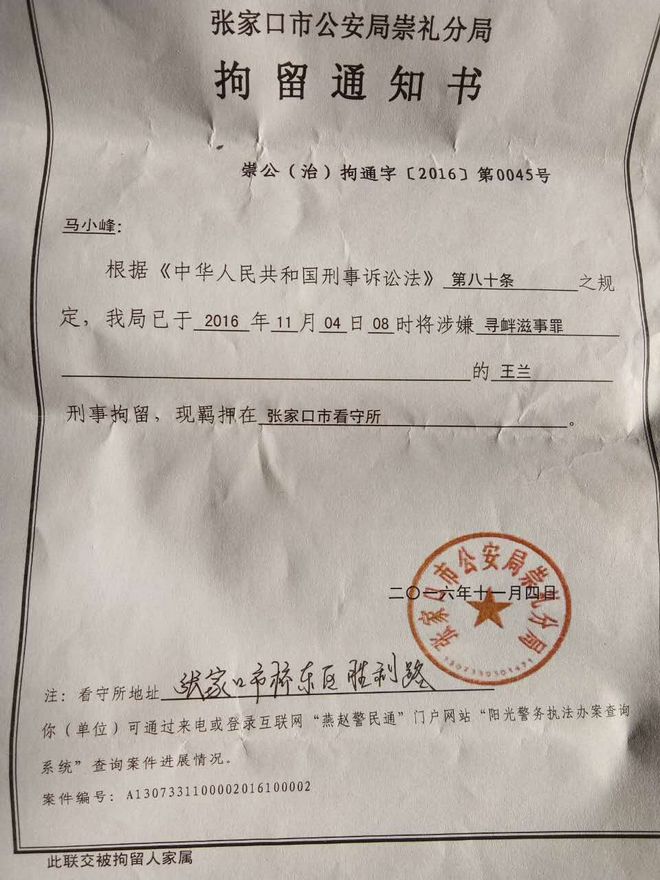 张家口市公安局崇礼分局
拘留通知书
崇公（治）拘通字〔2016〕第0045号
马小峰：
根据《中华人民共和国刑事诉讼法》第八十条之规
定，我局已于2016年11月04日08时将涉嫌寻衅滋事罪
的王兰
刑事拘留，现羁押在张家口市看守所。
张家口市公安局崇礼分局
二〇一六年十一月四日
注：看守所地址张家口市桥东区胜利路
你（单位）可通过来电或登录互联网“燕赵警民通”门户网站“阳光警务执法办案查询
系统”查询案件进展情况。
案件编号：A1307331100002016100002
此联交被拘留人家属